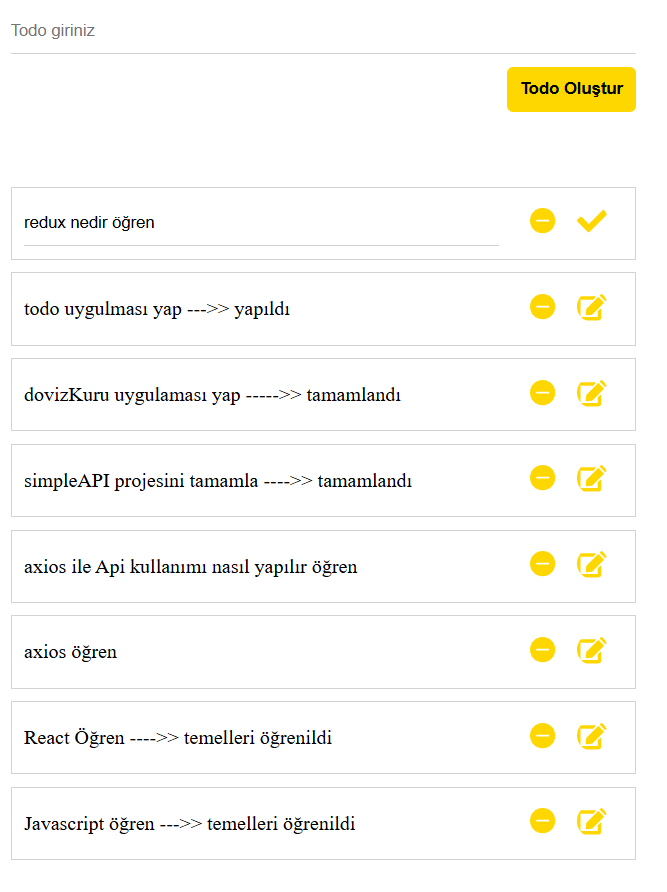 Todo giriniz
Todo Oluştur
redux nedir öğren
todo uygulması yap --->> yapıldı
dovizKuru uygulaması yap ----->> tamamlandı
simpleAPI projesini tamamla ---->> tamamlandı
axios ile Api kullanımı nasıl yapılır öğren
axios öğren
React Öğren ---->> temelleri öğrenildi
Javascript öğren --->> temelleri öğrenildi